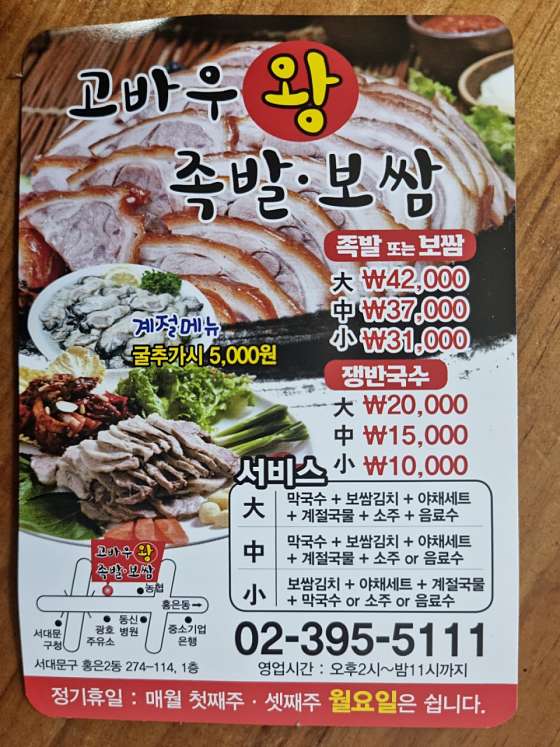 고바우 왕
족발·보쌈
족발 또는 보쌈
大 ₩42,000
中 ₩37,000
小 ₩31,000
계절메뉴
굴추가시 5,000원
쟁반국수
大 ₩20,000
中 ₩15,000
小 ₩10,000
서비스
大 막국수 + 보쌈김치 + 야채세트
+ 계절국물 + 소주 + 음료수
中 막국수 + 보쌈김치 + 야채세트
+ 계절국물 + 소주 or 음료수
小 보쌈김치 + 야채세트 + 계절국물
+ 막국수 or 소주 or 음료수
고바우 왕
족발·보쌈
농협
홍은동→
서대문
구청
광호
주유소
동신
병원
중소기업
은행
서대문구 홍은2동 274-114, 1층
02-395-5111
영업시간 : 오후2시~밤11시까지
정기휴일 : 매월 첫째주 · 셋째주 월요일은 쉽니다.